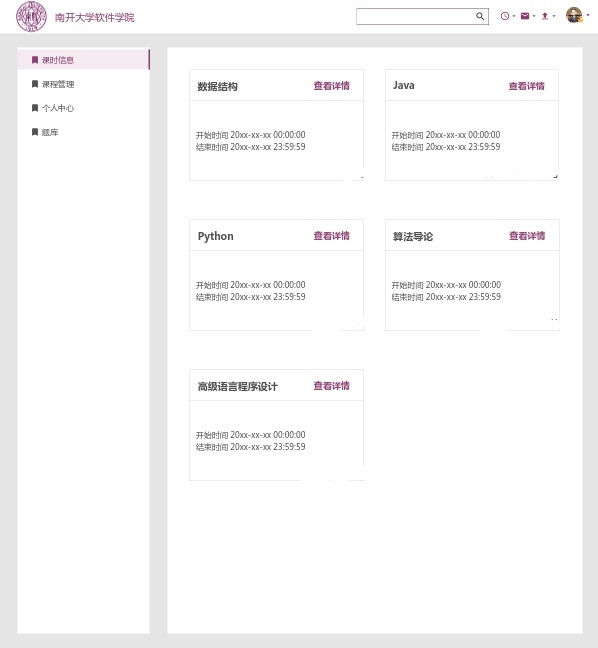 南开大学软件学院
课时信息
课程管理
个人中心
题库
数据结构 查看详情
开始时间 20xx-xx-xx 00:00:00
结束时间 20xx-xx-xx 23:59:59
Java 查看详情
开始时间 20xx-xx-xx 00:00:00
结束时间 20xx-xx-xx 23:59:59
Python 查看详情
开始时间 20xx-xx-xx 00:00:00
结束时间 20xx-xx-xx 23:59:59
算法导论 查看详情
开始时间 20xx-xx-xx 00:00:00
结束时间 20xx-xx-xx 23:59:59
高级语言程序设计 查看详情
开始时间 20xx-xx-xx 00:00:00
结束时间 20xx-xx-xx 23:59:59